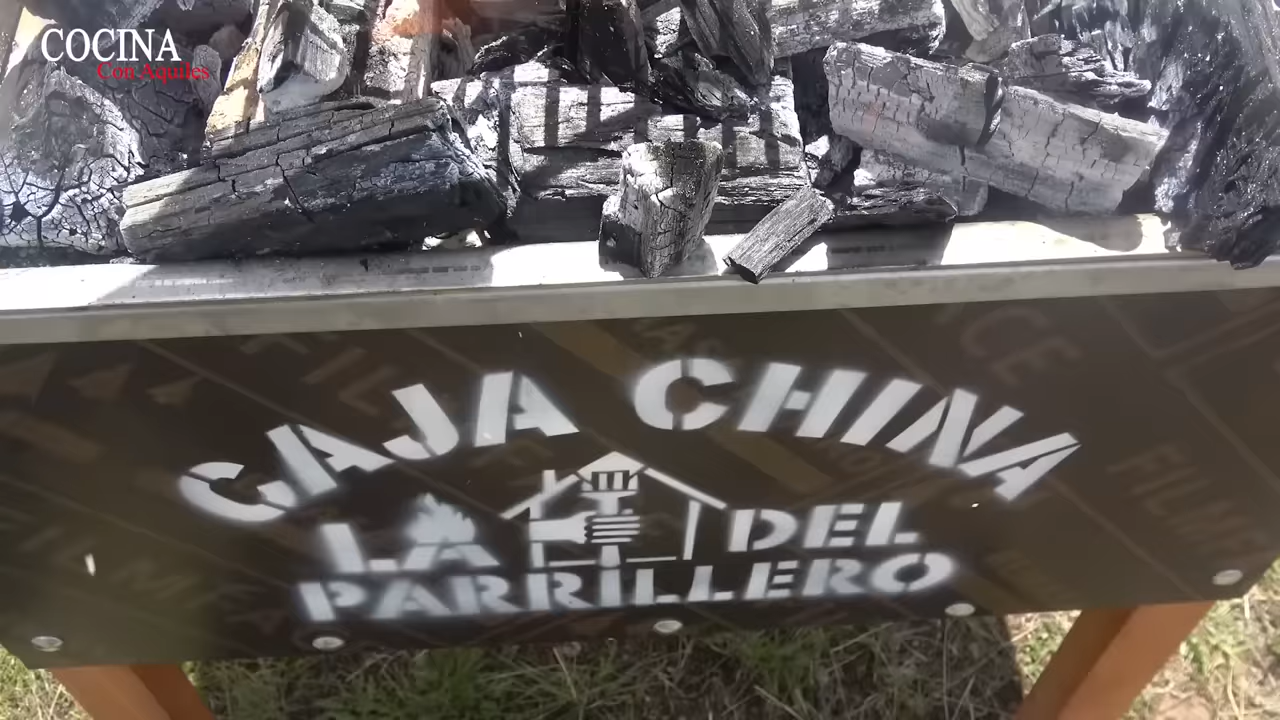 COCINA
Con Aquiles
CAJA CHINA
LA DEL
PARRILLERO